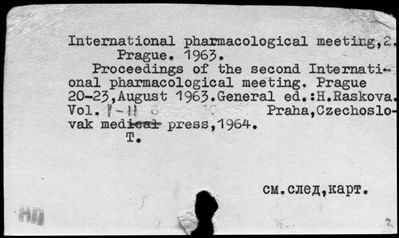 International pharmacological meeting,2.
Prague. 1963.
Proceedings of the second Internati-
onal pharmacological meeting. Prague
20-23,August 1963.General ed.:H.Raskova.
Vol. Praha,Czechoslo-
vak medical press,1964.
T.
см.след,карт.